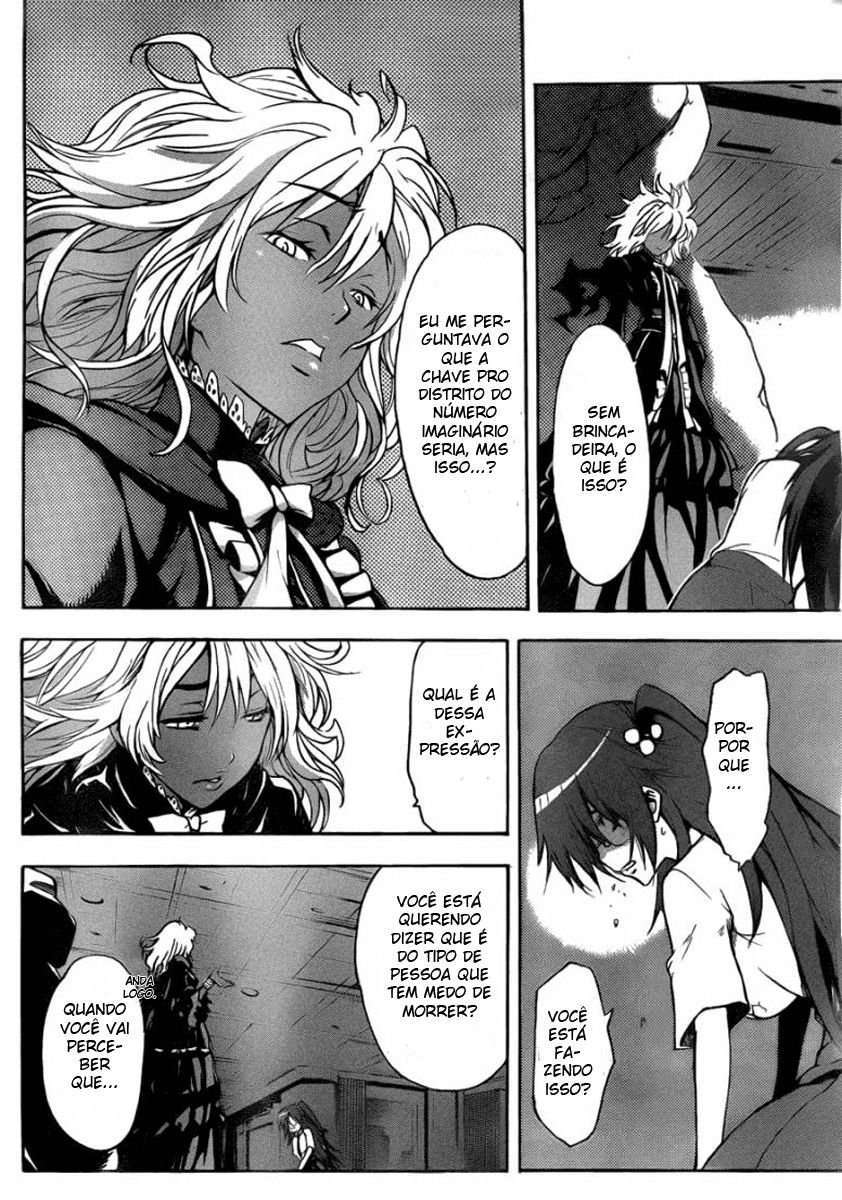 SEM
BRINCA-
DEIRA, O
QUE É
ISSO?
EU ME PER-
GUNTAVA O
QUE A
CHAVE PRO
DISTRITO DO
NÚMERO
IMAGINÁRIO
SERIA, MAS
ISSO...?
POR-
POR QUE
...
VOCÊ
ESTÁ
FA-
ZENDO
ISSO?
QUAL É A
DESSA
EX-
PRESSÃO?
VOCÊ ESTÁ
QUERENDO
DIZER QUE É
DO TIPO DE
PESSOA QUE
TEM MEDO DE
MORRER?
ANDA
LOGO.
QUANDO
VOCÊ VAI
PERCE-
BER
QUE...